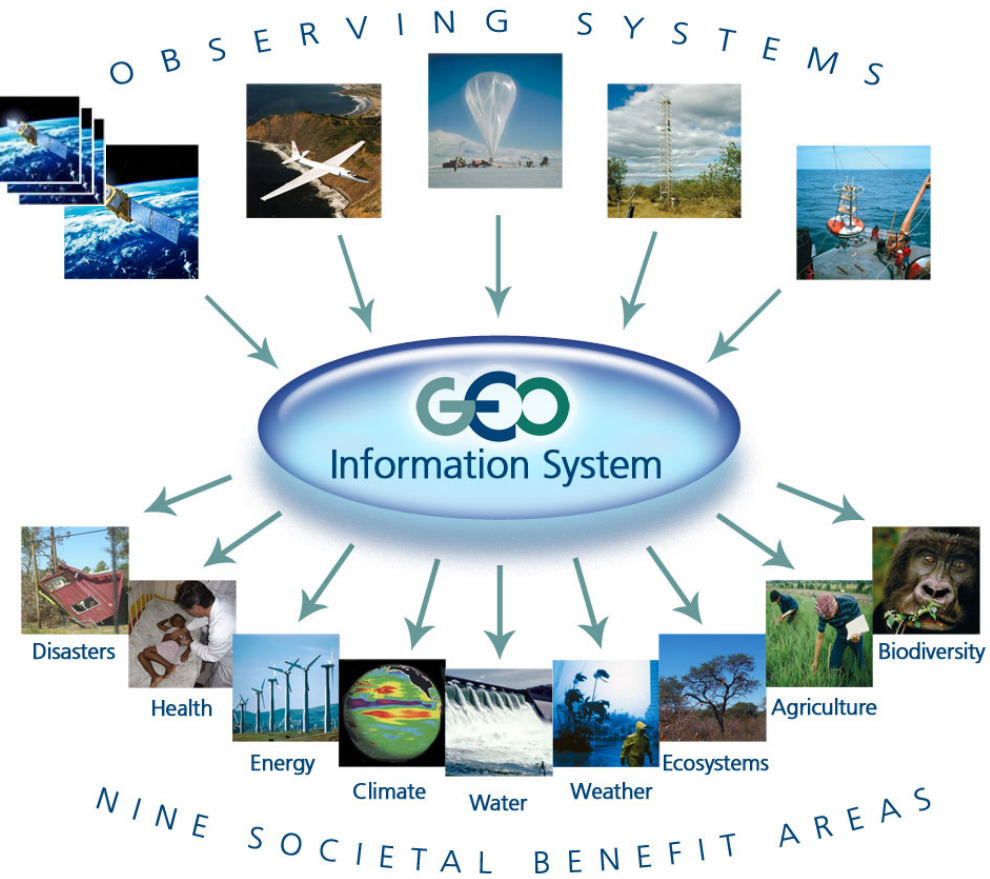 OBSERVING SYSTEMS
GEO
Information System
Disasters
Health
Energy
Climate
Water
Weather
Ecosystems
Agriculture
Biodiversity
NINE SOCIETAL BENEFIT AREAS